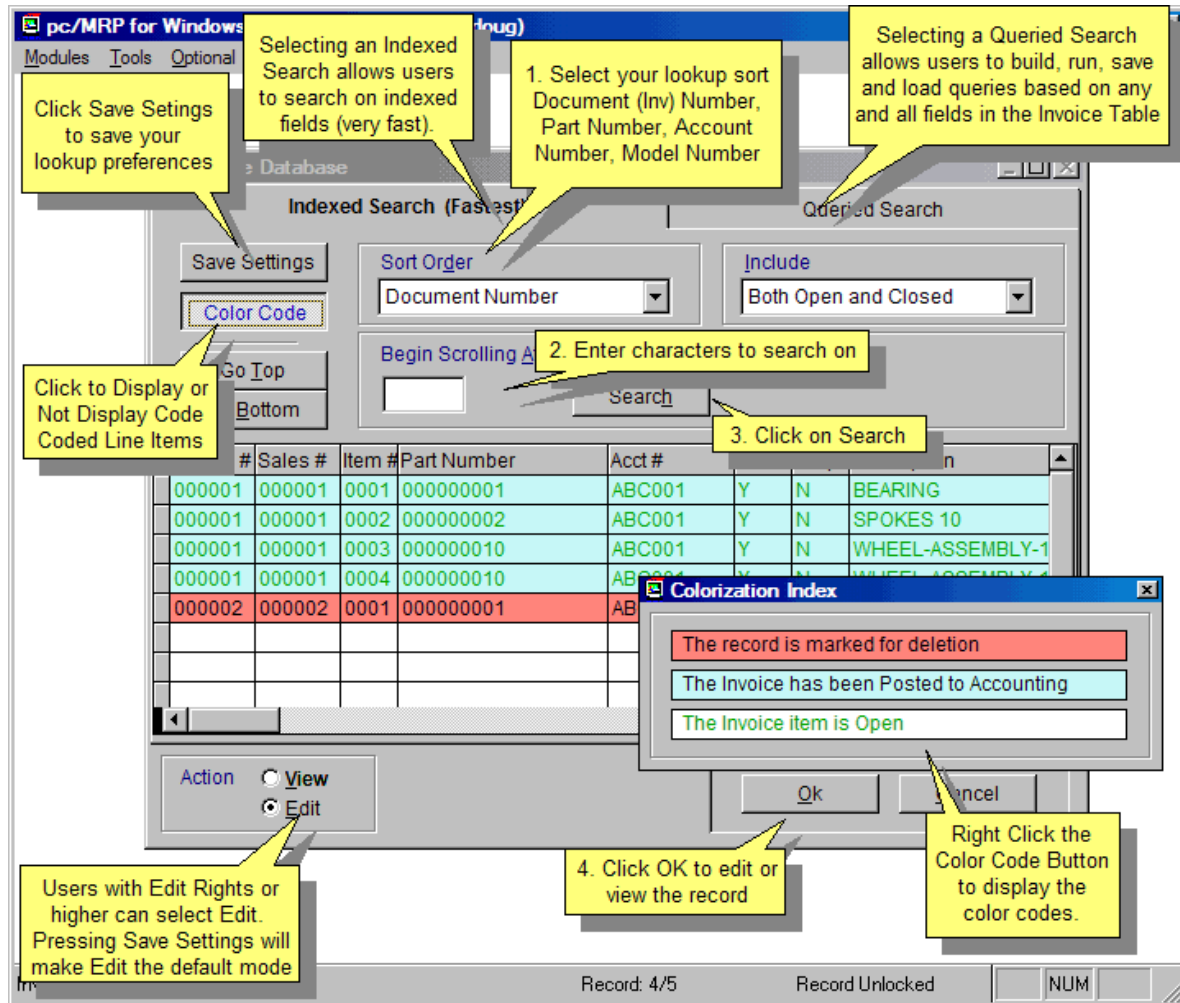 pc/MRP for Windows
doug)
Modules Tools Optional
Click Save Setings
to save your
lookup preferences
Selecting an Indexed
Search allows users
to search on indexed
fields (very fast).
1. Select your lookup sort
Document (Inv) Number,
Part Number, Account
Number, Model Number
Selecting a Queried Search
allows users to build, run, save
and load queries based on any
and all fields in the Invoice Table
Database
Indexed Search (Fastest)
Queried Search
Save Settings
Sort Order
Include
Document Number
Both Open and Closed
Color Code
Begin Scrolling
2. Enter characters to search on
Go Top
Bottom
Search
Click to Display or
Not Display Code
Coded Line Items
3. Click on Search
# Sales # Item # Part Number Acct #
000001 000001 0001 000000001 ABC001 Y N BEARING
000001 000001 0002 000000002 ABC001 Y N SPOKES 10
000001 000001 0003 000000010 ABC001 Y N WHEEL-ASSEMBLY-1
000001 000001 0004 000000010 ABC001 Y N WHEEL-ASSEMBLY-1
000002 000002 0001 000000001 AB
Colorization Index
The record is marked for deletion
The Invoice has been Posted to Accounting
The Invoice item is Open
Action View
Edit
Ok
Cancel
Users with Edit Rights or
higher can select Edit.
Pressing Save Settings will
make Edit the default mode
4. Click OK to edit or
view the record
Right Click the
Color Code Button
to display the
color codes.
Record: 4/5 Record Unlocked NUM